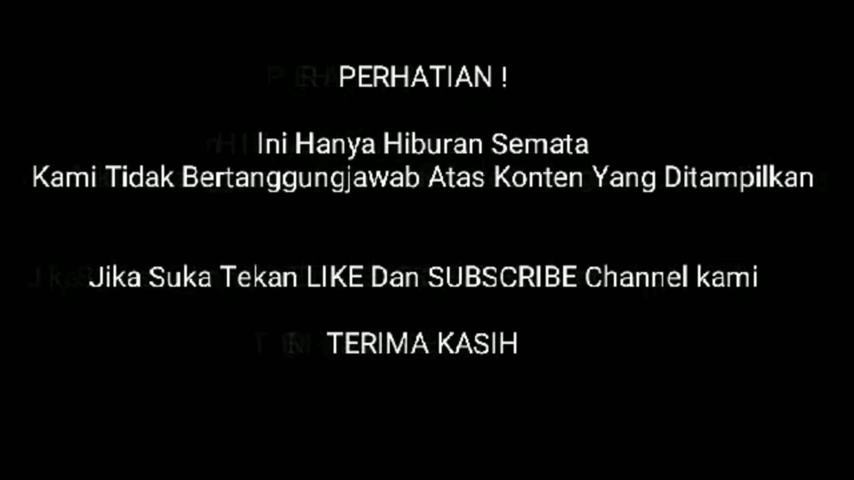 PERHATIAN !
Ini Hanya Hiburan Semata
Kami Tidak Bertanggungjawab Atas Konten Yang Ditampilkan
Jika Suka Tekan LIKE Dan SUBSCRIBE Channel kami
TERIMA KASIH